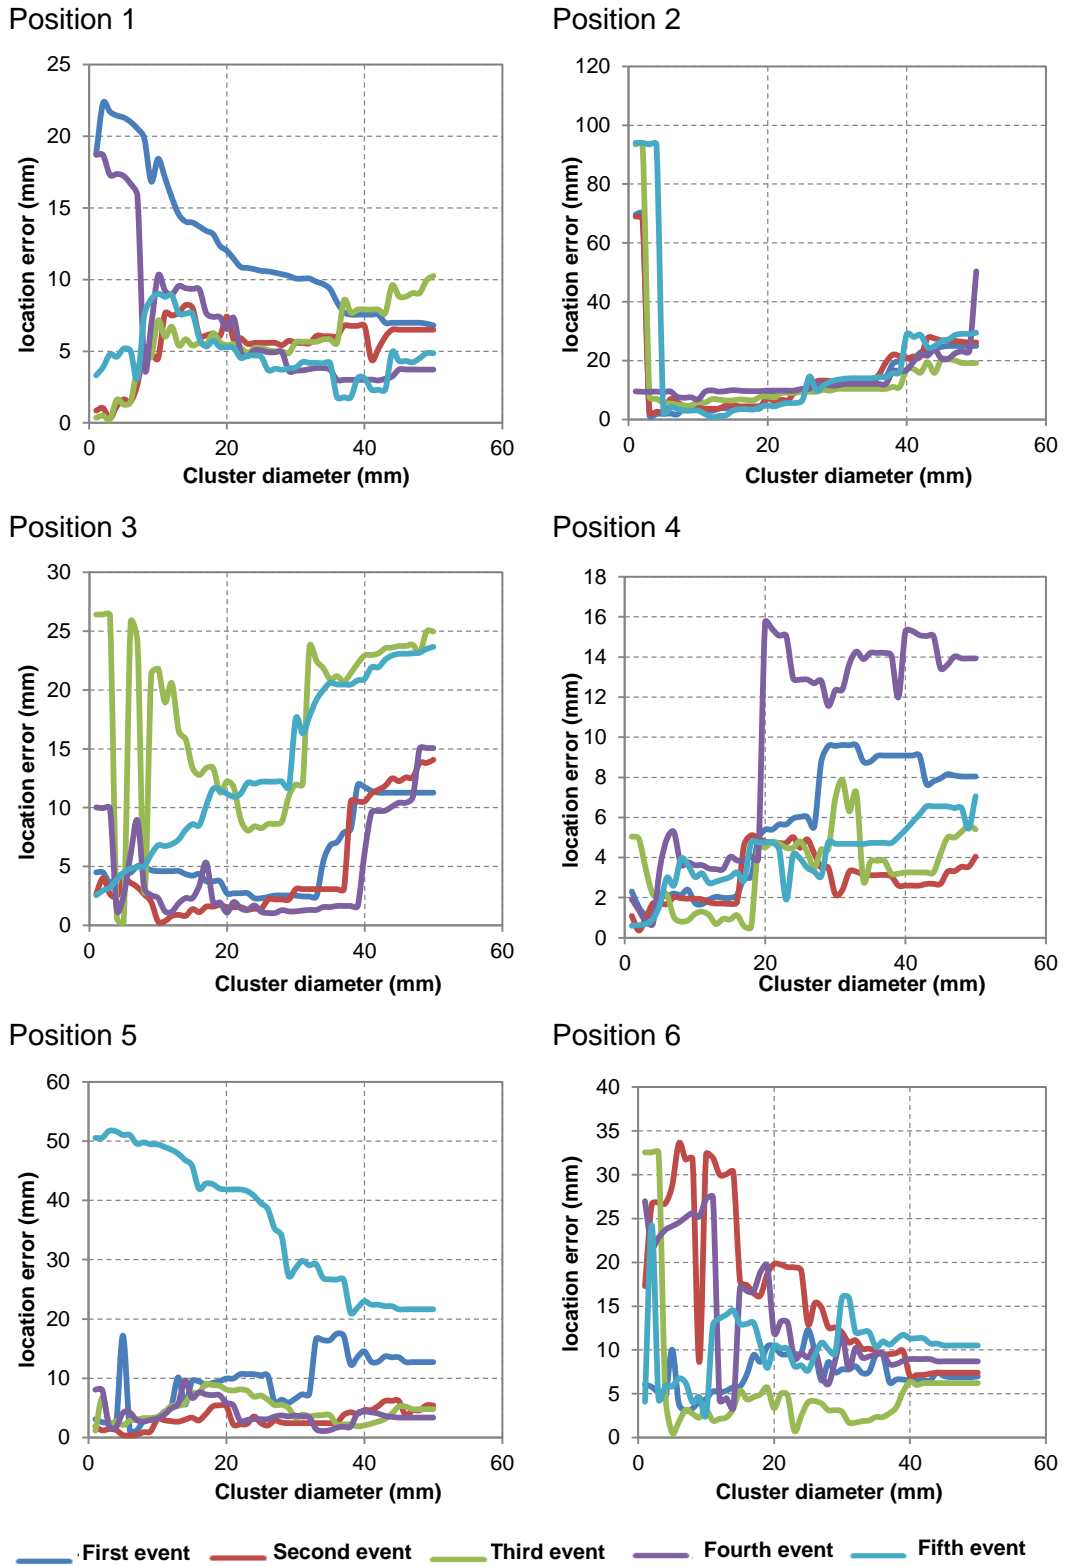 Position 1
25
20
15
10
5
0
0 20 40 60
location error (mm)
Cluster diameter (mm)
Position 2
120
100
80
60
40
20
0
0 20 40 60
location error (mm)
Cluster diameter (mm)
Position 3
30
25
20
15
10
5
0
0 20 40 60
location error (mm)
Cluster diameter (mm)
Position 4
18
16
14
12
10
8
6
4
2
0
0 20 40 60
location error (mm)
Cluster diameter (mm)
Position 5
60
50
40
30
20
10
0
0 20 40 60
location error (mm)
Cluster diameter (mm)
Position 6
40
35
30
25
20
15
10
5
0
0 20 40 60
location error (mm)
Cluster diameter (mm)
First event Second event Third event Fourth event Fifth event